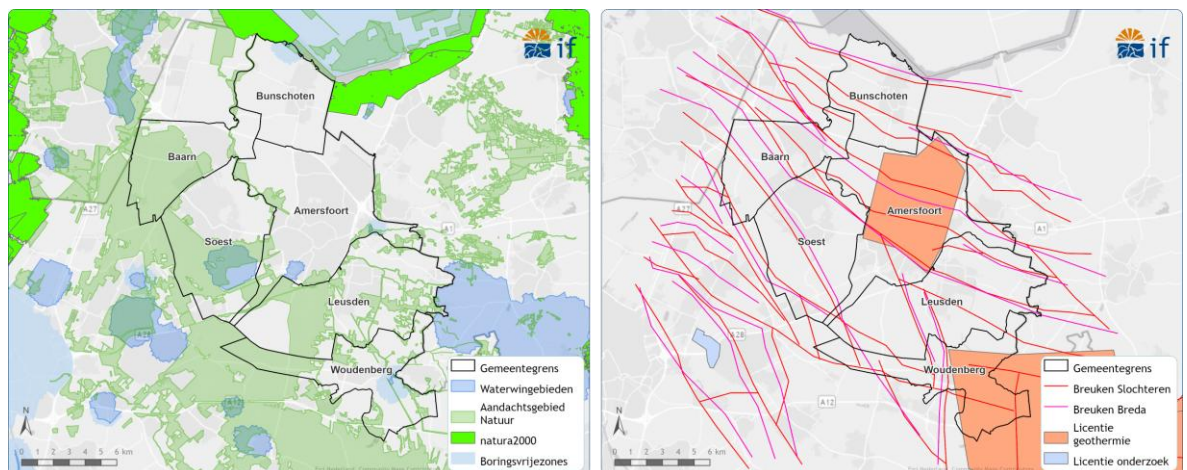 if
Bunschoten
Baarn
A27
Amersfoort
A1
Soest
Leusden
A28
Woudenberg
A12
N
0 1 2 3 4 5 6 km
Gemeentegrens
Waterwingebieden
Aandachtsgebied
Natuur
natura2000
Boringsvrijezones
if
Bunschoten
Baarn
A27
Amersfoort
A1
Soest
Leusden
A28
Woudenberg
A12
N
0 1 2 3 4 5 6 km
Gemeentegrens
Breuken Slochteren
Breuken Breda
Licentie
geothermie
Licentie onderzoek